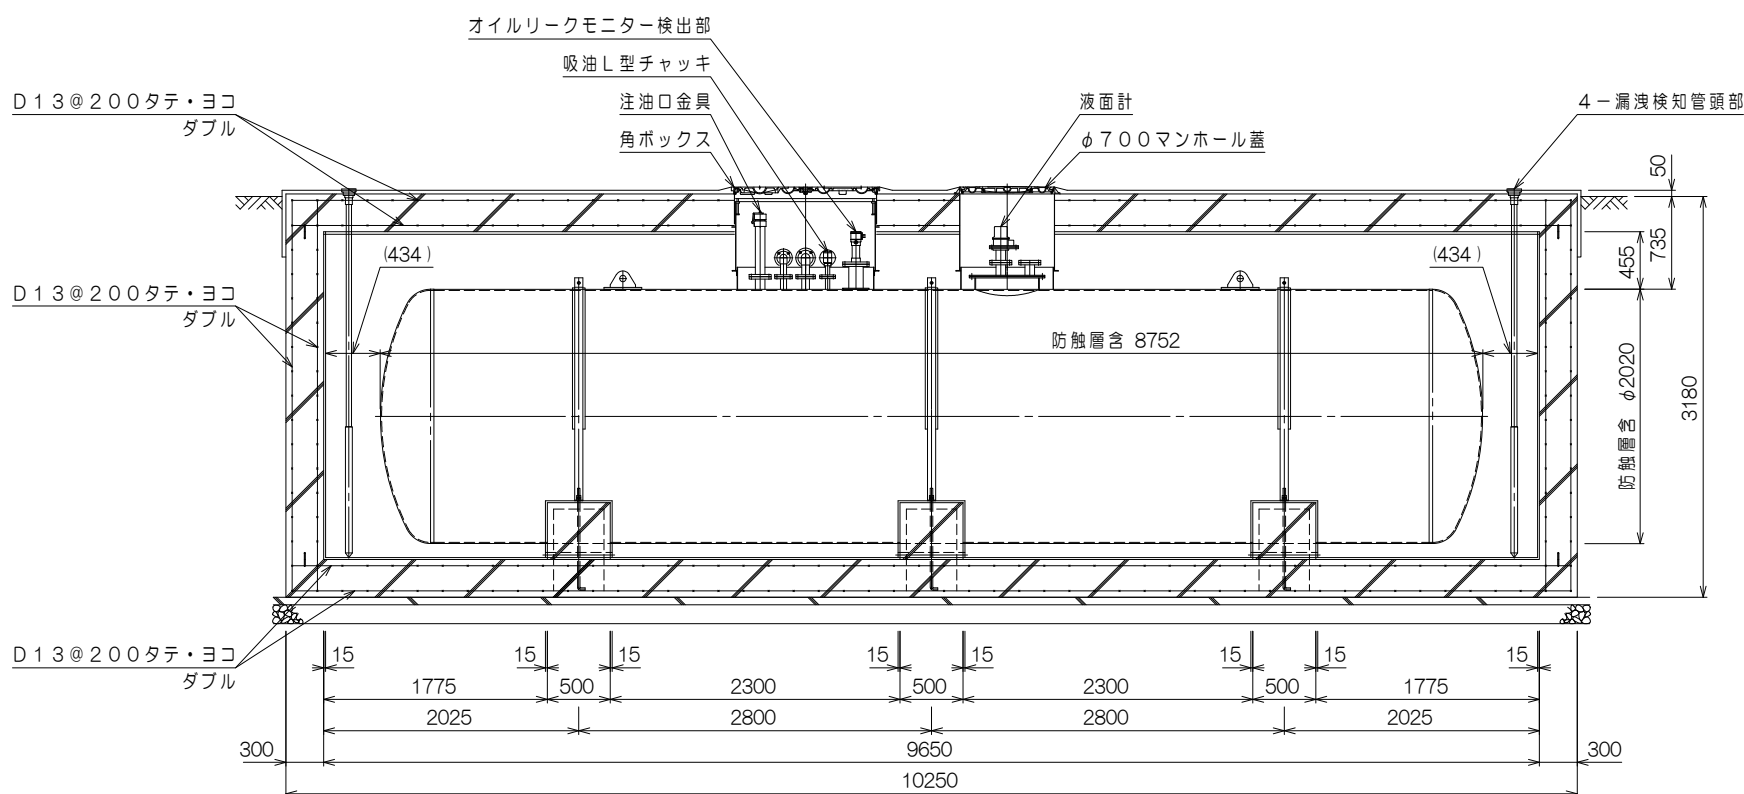 オイルリークモニター検出部
吸油L型チャッキ
D13@200タテ・ヨコ
ダブル
注油口金具
角ボックス
液面計
φ700マンホール蓋
4-漏洩検知管頭部
50
735
455
(434)
(434)
D13@200タテ・ヨコ
ダブル
防触層含 8752
防触層含 φ2020
3180
D13@200タテ・ヨコ
ダブル
15 15 15 15 15 15 15 15
1775 500 2300 500 2300 500 1775
2025 2800 2800 2025
300 9650 300
10250